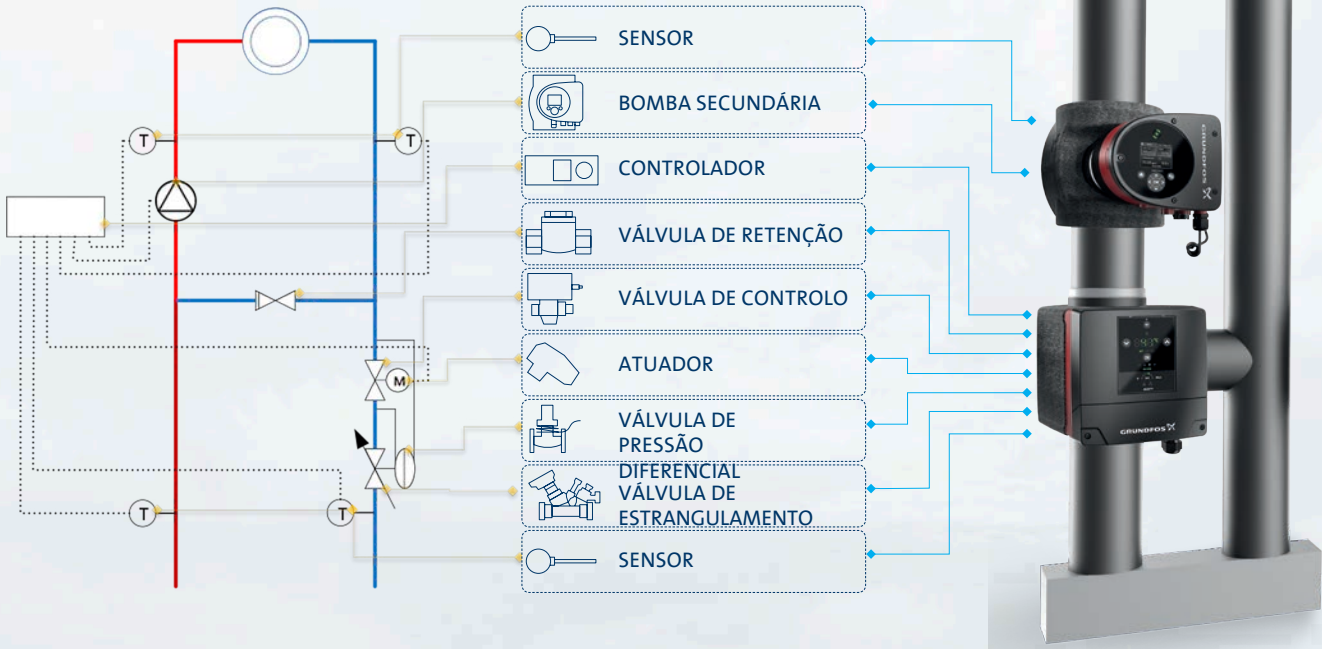 SENSOR
BOMBA SECUNDÁRIA
CONTROLADOR
VÁLVULA DE RETENÇÃO
VÁLVULA DE CONTROLO
ATUADOR
VÁLVULA DE
PRESSÃO
DIFERENCIAL
VÁLVULA DE
ESTRANGULAMENTO
SENSOR
T
T
M
T
T
GRUNDFOS
GRUNDFOS